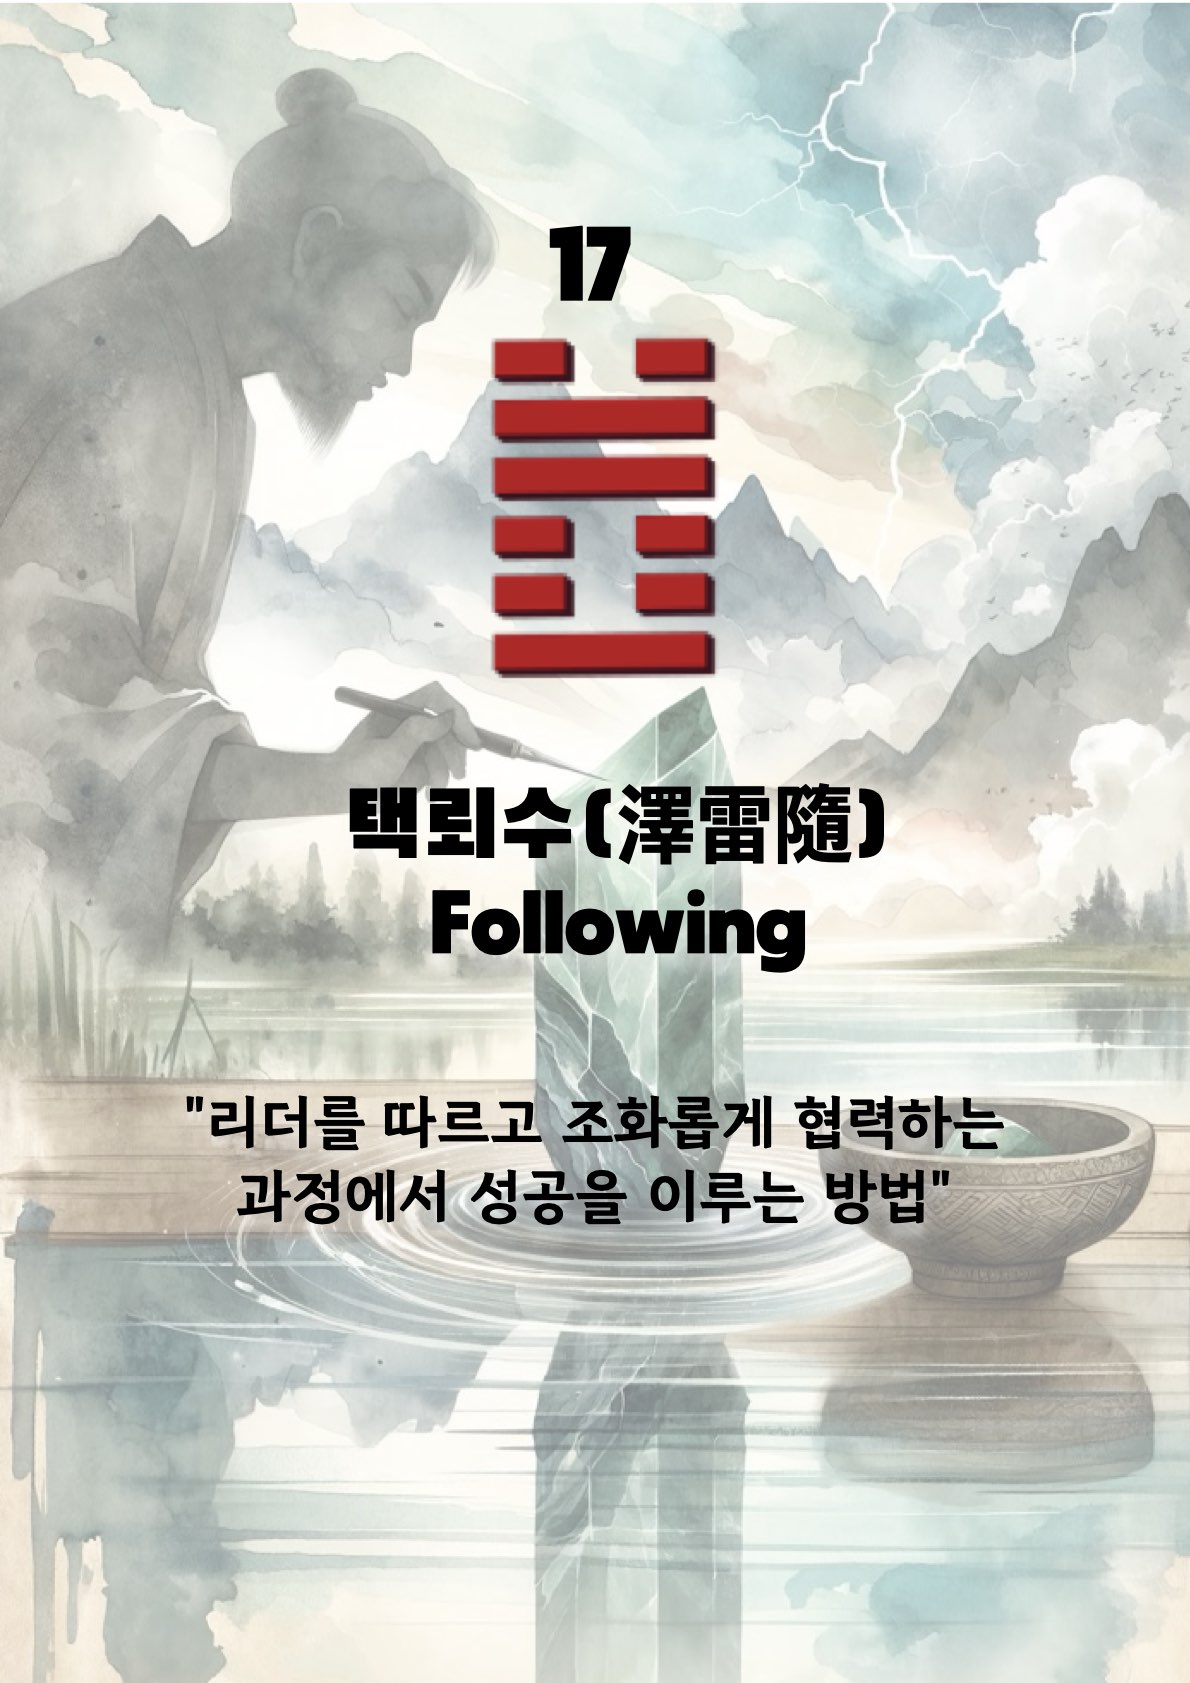 17
택뢰수(澤雷隨)
Following
"리더를 따르고 조화롭게 협력하는
과정에서 성공을 이루는 방법"